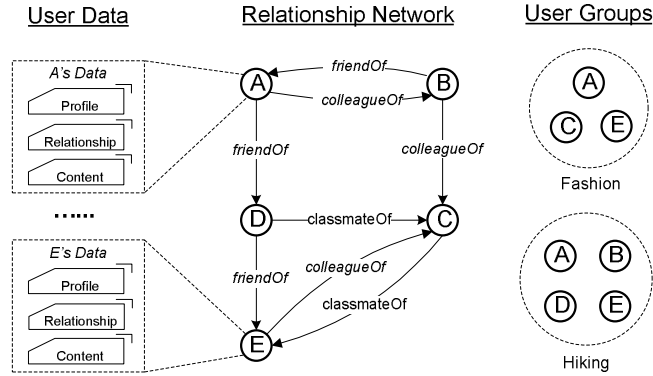 User Data
Relationship Network
User Groups
A's Data
Profile
Relationship
Content
......
E's Data
Profile
Relationship
Content
A
friendOf
B
colleagueOf
friendOf
colleagueOf
D
classmateOf
C
friendOf
colleagueOf
classmateOf
E
A
C E
Fashion
A B
D E
Hiking